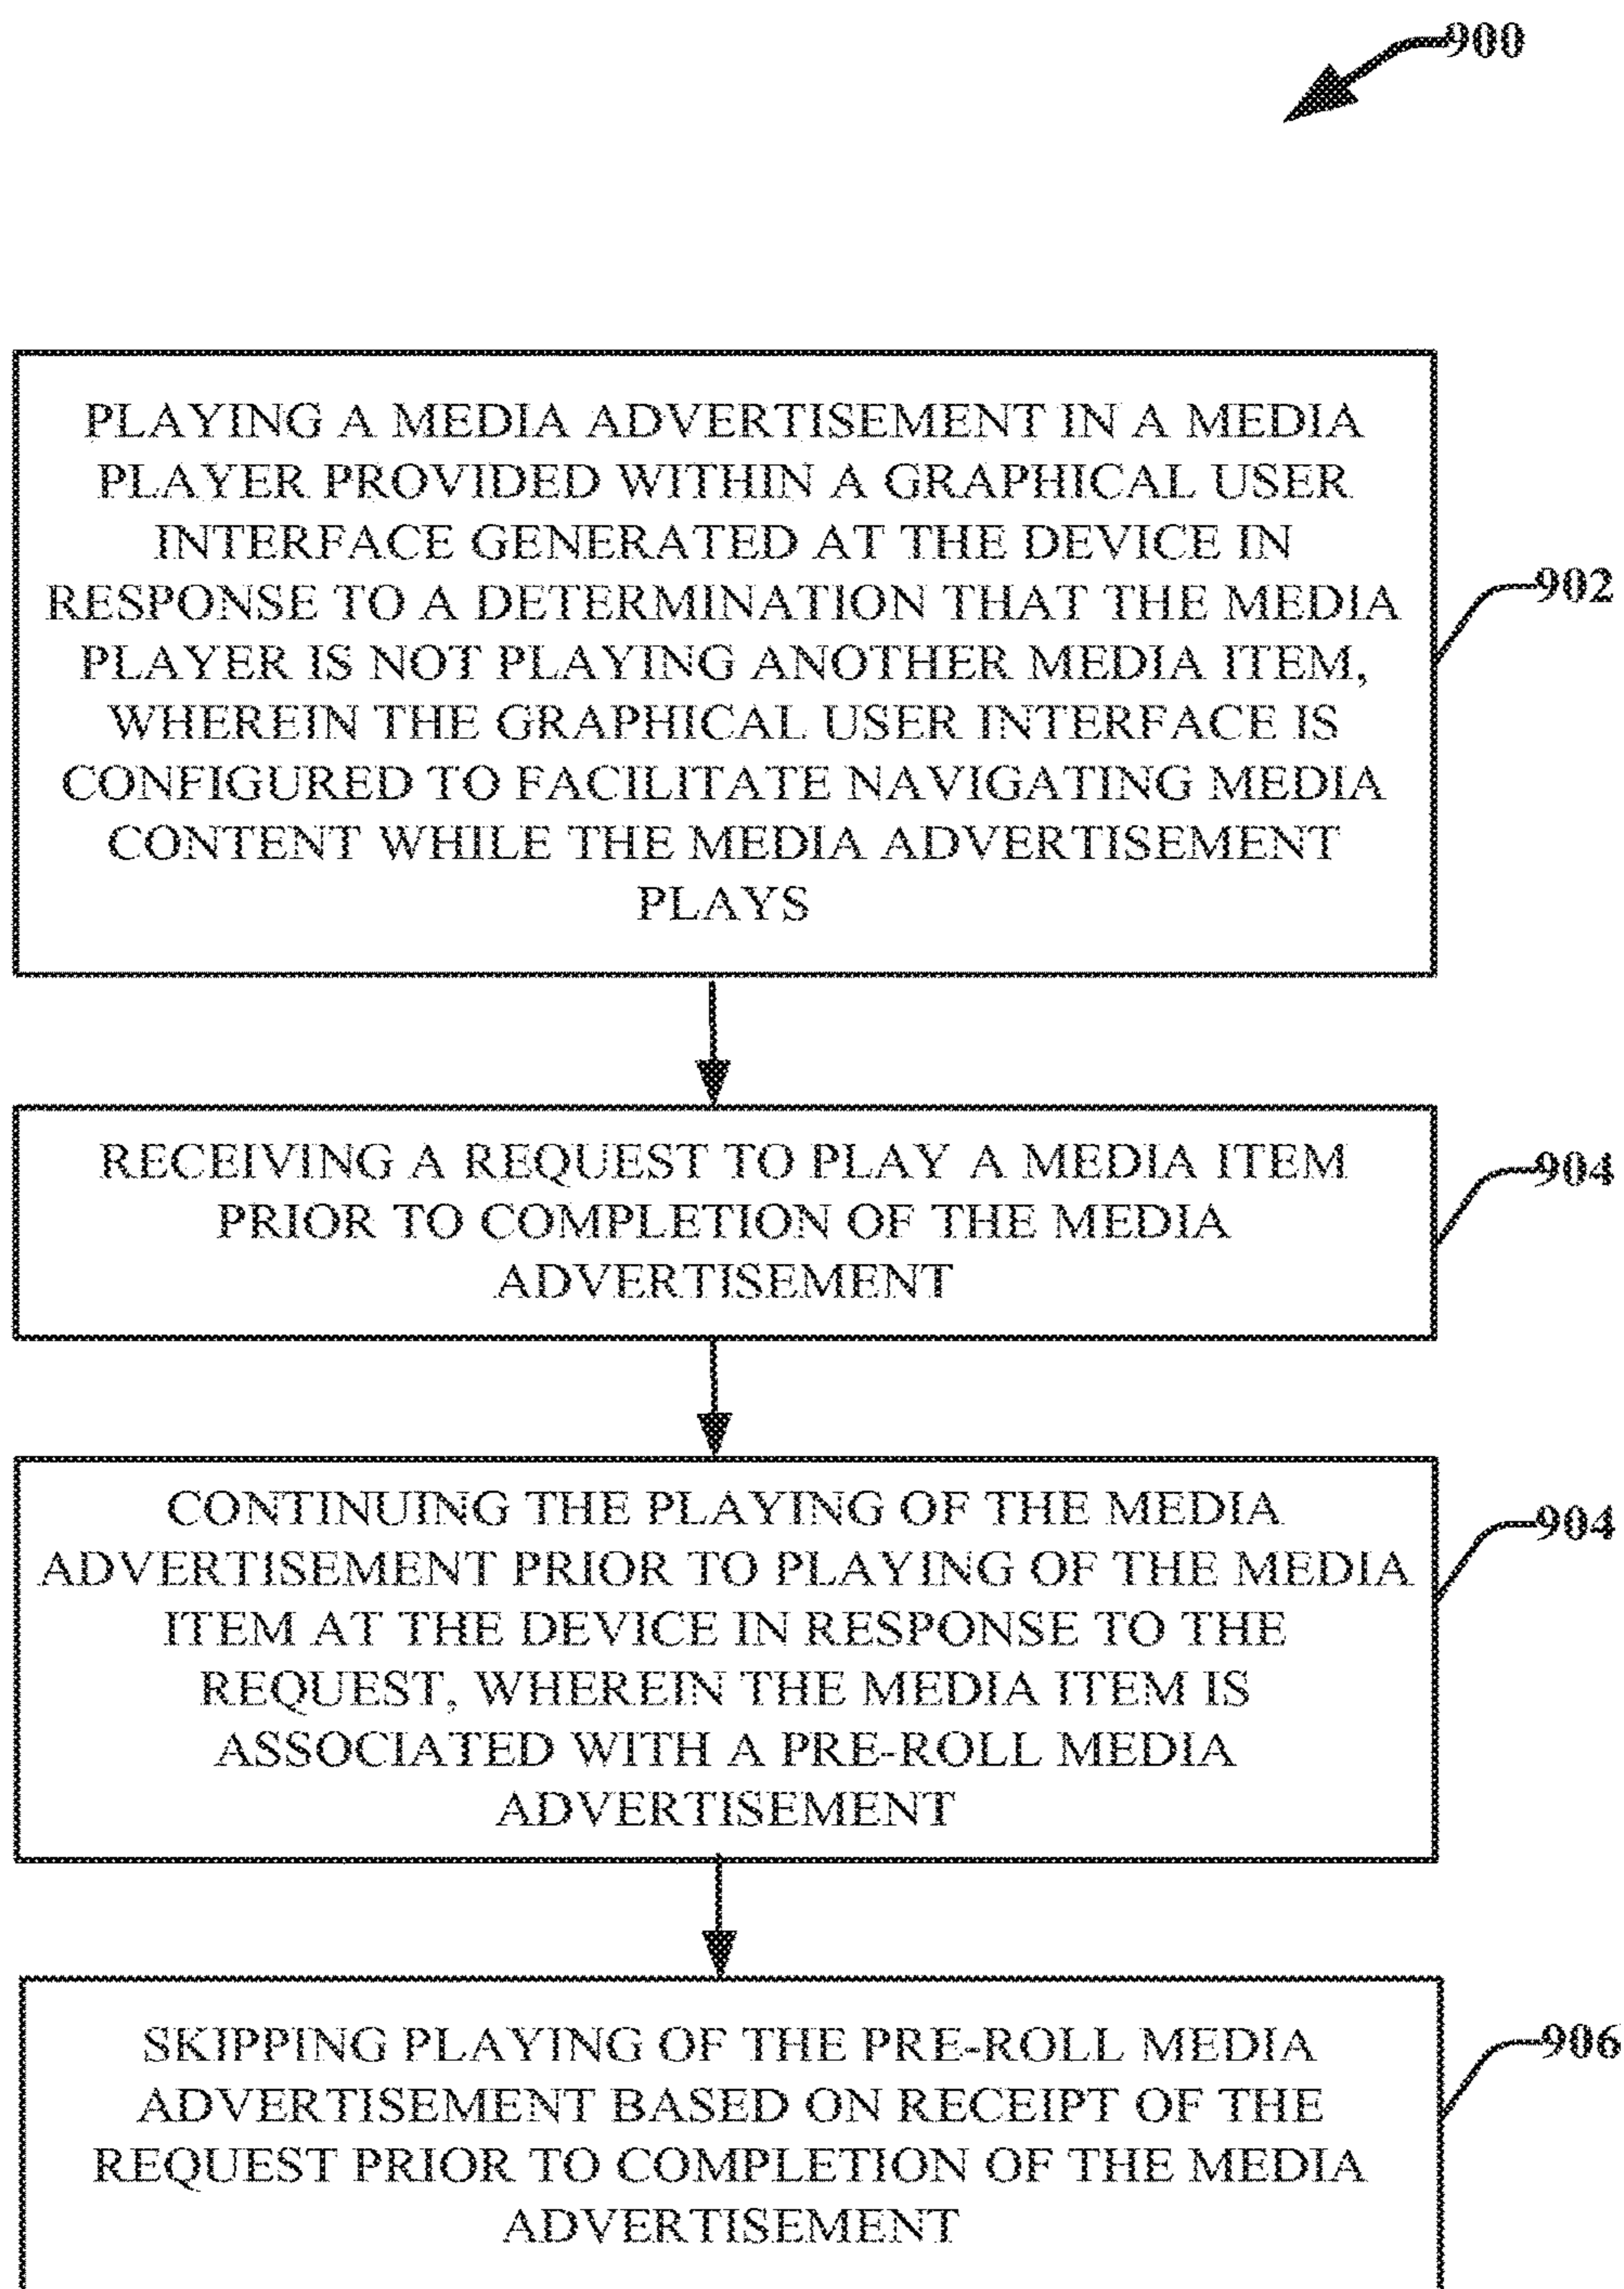 900
PLAYING A MEDIA ADVERTISEMENT IN A MEDIA
PLAYER PROVIDED WITHIN A GRAPHICAL USER
INTERFACE GENERATED AT THE DEVICE IN
RESPONSE TO A DETERMINATION THAT THE MEDIA
PLAYER IS NOT PLAYING ANOTHER MEDIA ITEM,
WHEREIN THE GRAPHICAL USER INTERFACE IS
CONFIGURED TO FACILITATE NAVIGATING MEDIA
CONTENT WHILE THE MEDIA ADVERTISEMENT
PLAYS
902
RECEIVING A REQUEST TO PLAY A MEDIA ITEM
PRIOR TO COMPLETION OF THE MEDIA
ADVERTISEMENT
904
CONTINUING THE PLAYING OF THE MEDIA
ADVERTISEMENT PRIOR TO PLAYING OF THE MEDIA
ITEM AT THE DEVICE IN RESPONSE TO THE
REQUEST, WHEREIN THE MEDIA ITEM IS
ASSOCIATED WITH A PRE-ROLL MEDIA
ADVERTISEMENT
904
SKIPPING PLAYING OF THE PRE-ROLL MEDIA
ADVERTISEMENT BASED ON RECEIPT OF THE
REQUEST PRIOR TO COMPLETION OF THE MEDIA
ADVERTISEMENT
906